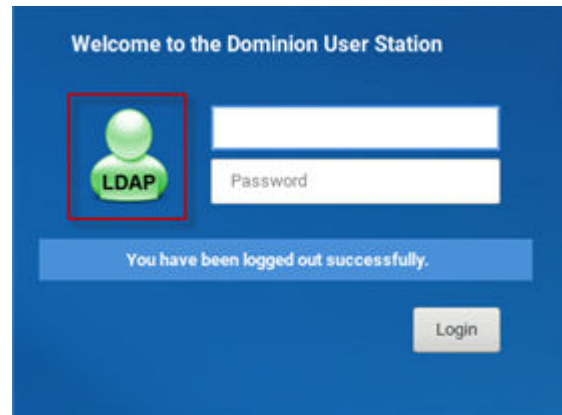 Welcome to the Dominion User Station
LDAP
Password
You have been logged out successfully.
Login